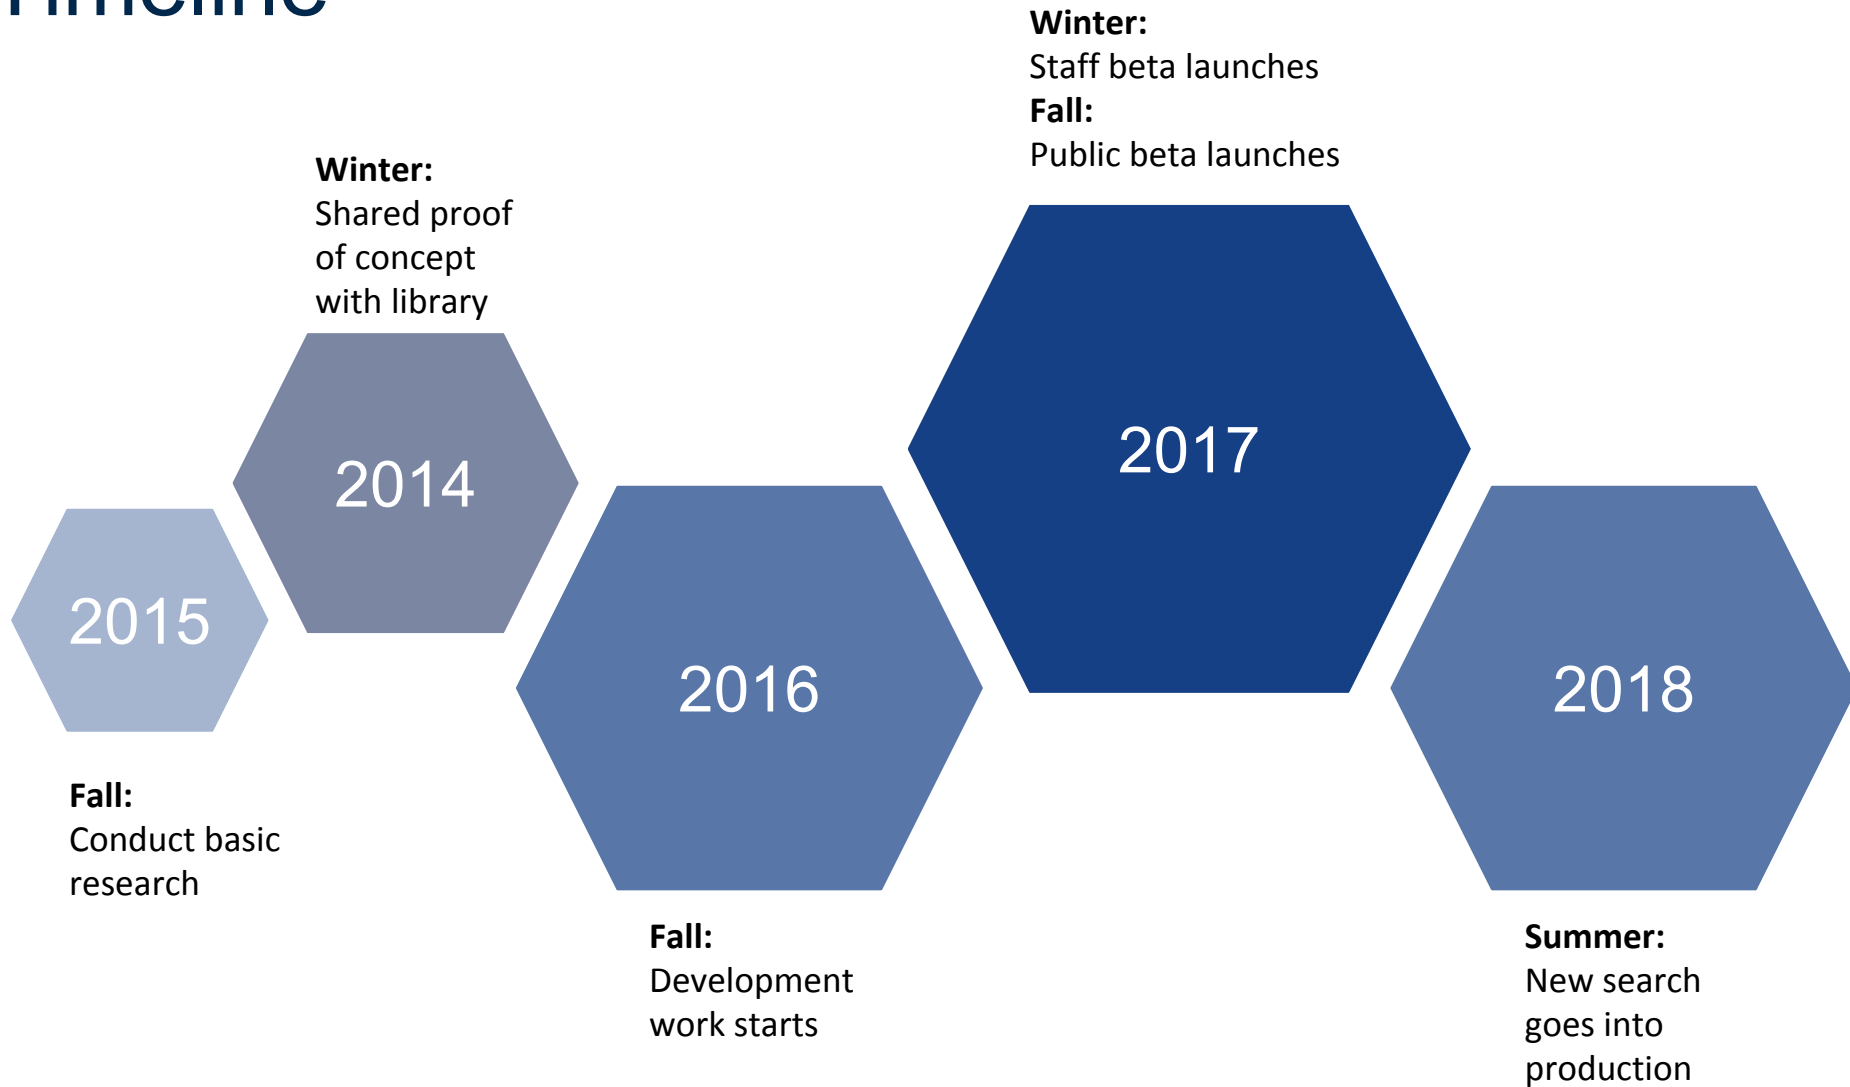 Timeline
2015
Fall:
Conduct basic
research
Winter:
Shared proof
of concept
with library
2014
2016
Fall:
Development
work starts
Winter:
Staff beta launches
Fall:
Public beta launches
2017
2018
Summer:
New search
goes into
production